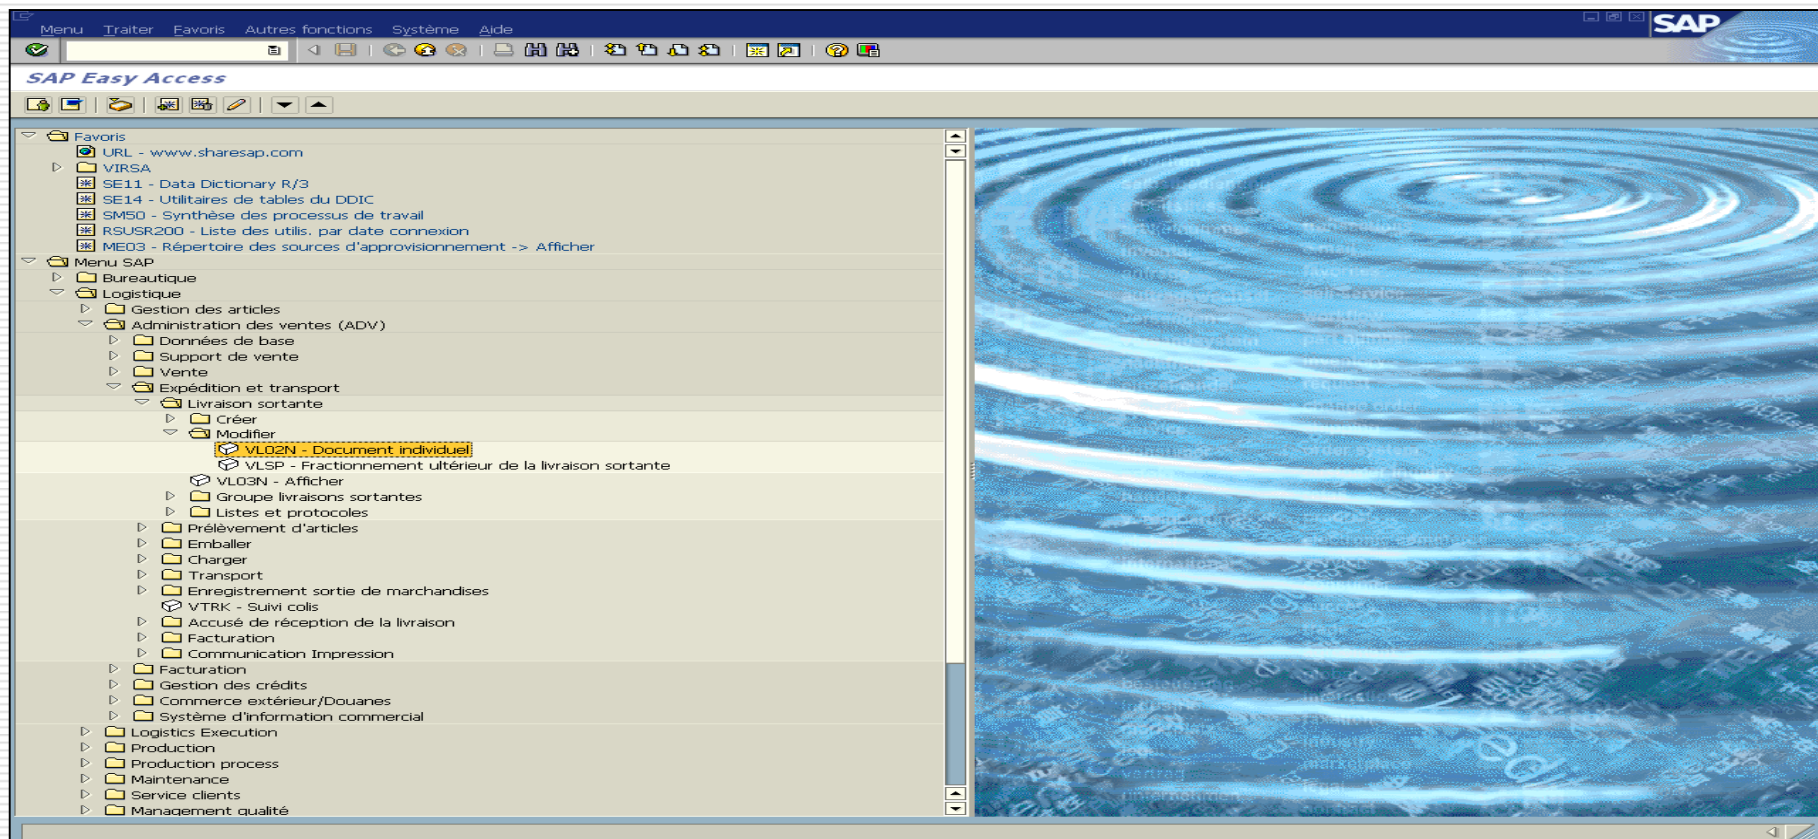 Menu Traiter Favoris Autres fonctions Système Aide
SAP
SAP Easy Access
Favoris
URL - www.sharesap.com
VIRSA
SE11 - Data Dictionary R/3
SE14 - Utilitaires de tables du DDIC
SM50 - Synthèse des processus de travail
RSUSR200 - Liste des utilis. par date connexion
ME03 - Répertoire des sources d'approvisionnement -> Afficher
Menu SAP
Bureautique
Logistique
Gestion des articles
Administration des ventes (ADV)
Données de base
Support de vente
Vente
Expédition et transport
Livraison sortante
Créer
Modifier
VL02N - Document individuel
VLSP - Fractionnement ultérieur de la livraison sortante
VL03N - Afficher
Groupe livraisons sortantes
Listes et protocoles
Prélèvement d'articles
Emballer
Charger
Transport
Enregistrement sortie de marchandises
VTRK - Suivi colis
Accusé de réception de la livraison
Facturation
Communication Impression
Facturation
Gestion des crédits
Commerce extérieur/Douanes
Système d'information commercial
Logistics Execution
Production
Production process
Maintenance
Service clients
Management qualité